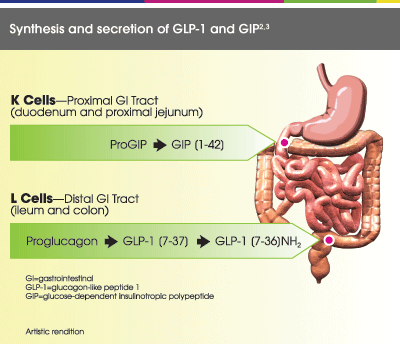 Synthesis and secretion of GLP-1 and GIP2,3
K Cells—Proximal GI Tract
(duodenum and proximal jejunum)
ProGIP ➔ GIP (1-42)
L Cells—Distal GI Tract
(ileum and colon)
Proglucagon ➔ GLP-1 (7-37) ➔ GLP-1 (7-36)NH2
GI=gastrointestinal
GLP-1=glucagon-like peptide 1
GIP=glucose-dependent insulinotropic polypeptide
Artistic rendition